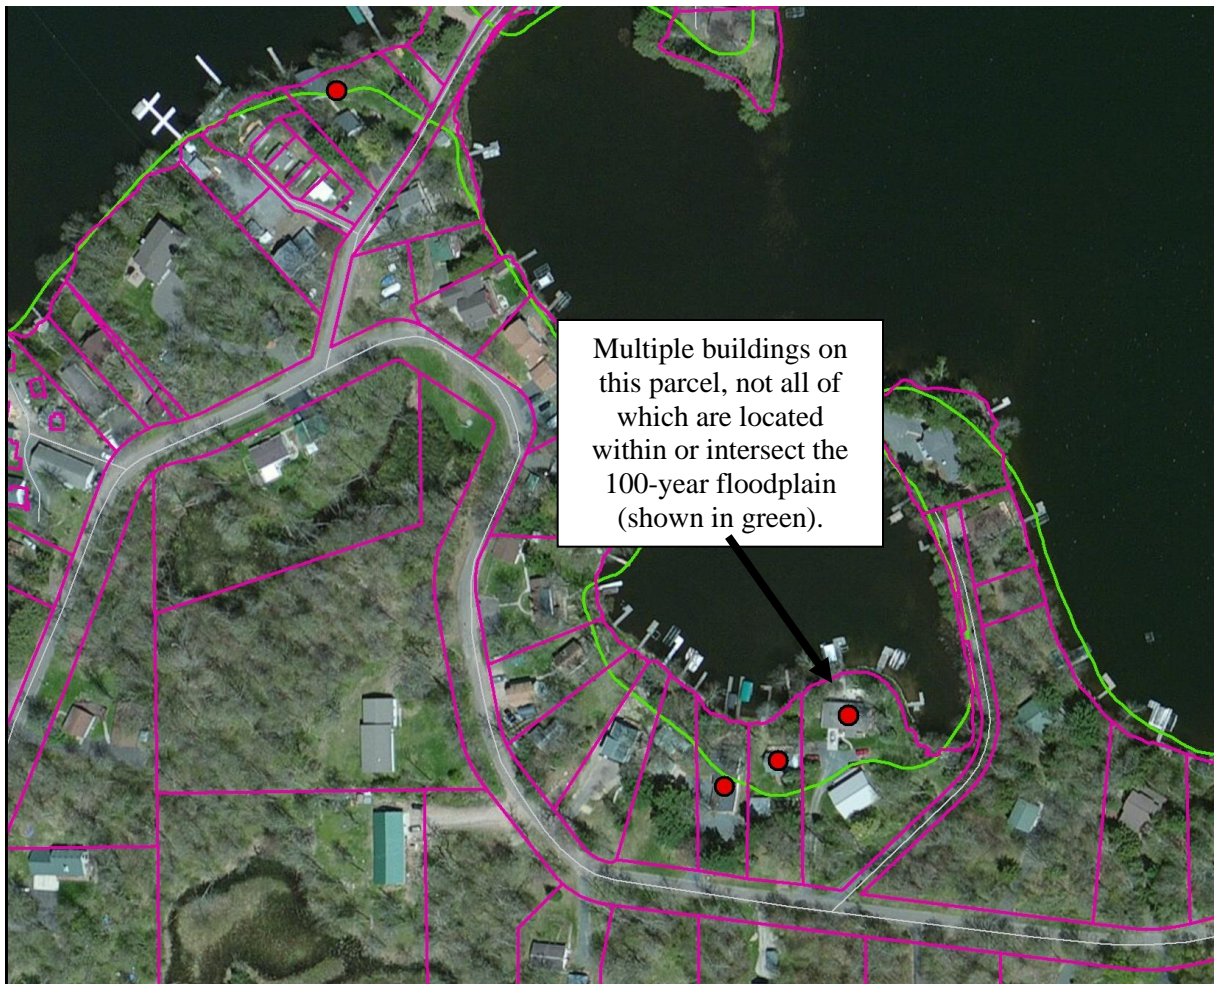 Multiple buildings on
this parcel, not all of
which are located
within or intersect the
100-year floodplain
(shown in green).